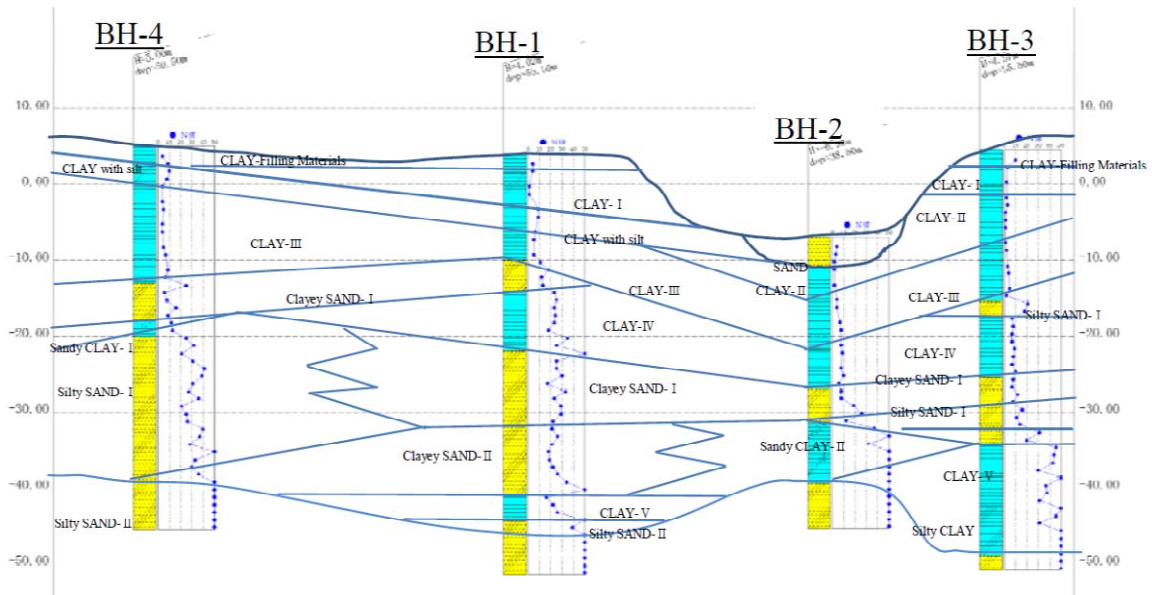 BH-4
BH-1
BH-3
BH-2
10.00
10.00
CLAY-Filling Materials
CLAY-Filling Materials
CLAY with silt
0.00
0.00
CLAY- I
CLAY- I
CLAY- II
CLAY with silt
CLAY-III
-10.00
-10.00
SAND
CLAY-III
CLAY-II
CLAY-III
Clayey SAND- I
Silty SAND- I
CLAY-IV
-20.00
-20.00
Sandy CLAY- I
CLAY-IV
Clayey SAND- I
Silty SAND- I
Clayey SAND- I
-30.00
-30.00
Silty SAND- I
Sandy CLAY-II
Clayey SAND-II
CLAY-V
-40.00
-40.00
CLAY-V
Silty SAND-II
Silty SAND-II
Silty CLAY
-50.00
-50.00